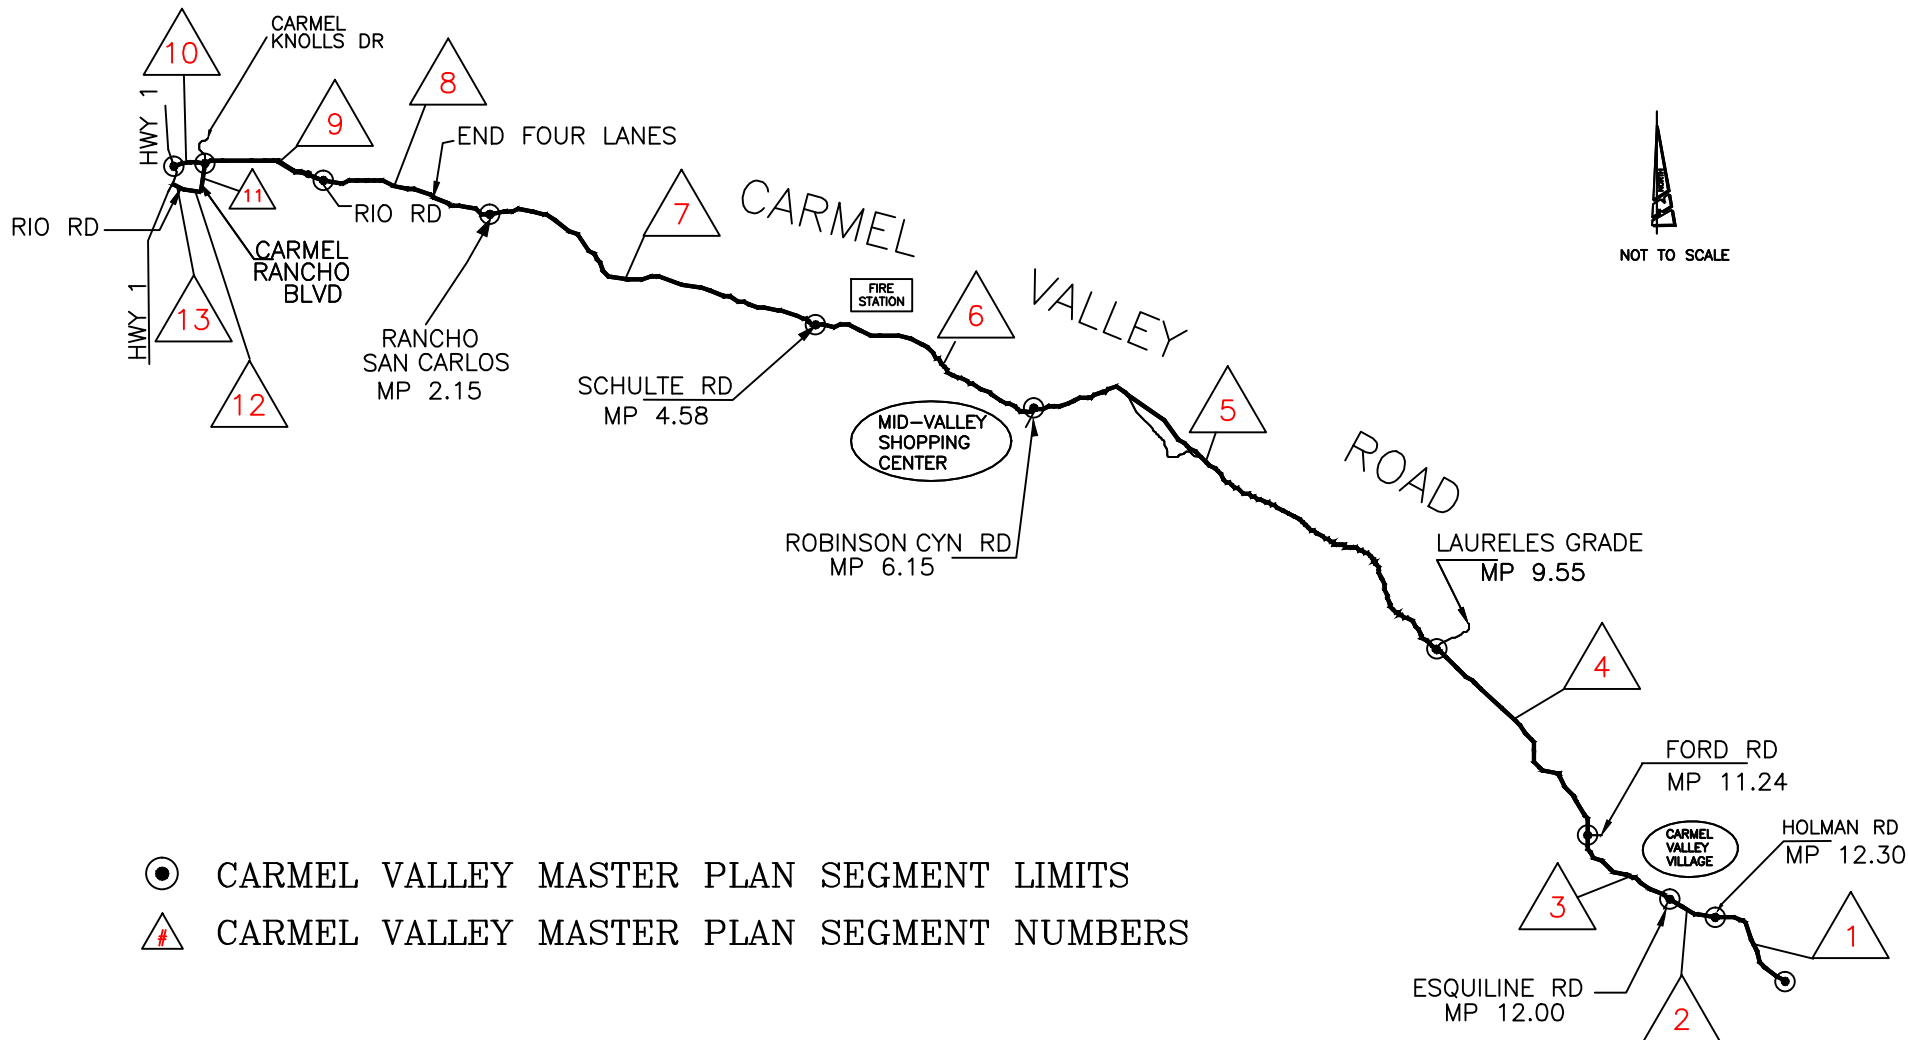 10
CARMEL
KNOLLS DR
8
HWY 1
9
END FOUR LANES
11
RIO RD
RIO RD
7
CARMEL
VALLEY
ROAD
NORTH
NOT TO SCALE
CARMEL
RANCHO
BLVD
HWY 1
13
12
RANCHO
SAN CARLOS
MP 2.15
FIRE
STATION
6
SCHULTE RD
MP 4.58
MID-VALLEY
SHOPPING
CENTER
5
ROBINSON CYN RD
MP 6.15
LAURELES GRADE
MP 9.55
4
FORD RD
MP 11.24
CARMEL
VALLEY
VILLAGE
HOLMAN RD
MP 12.30
3
1
ESQUILINE RD
MP 12.00
2
CARMEL VALLEY MASTER PLAN SEGMENT LIMITS
# CARMEL VALLEY MASTER PLAN SEGMENT NUMBERS